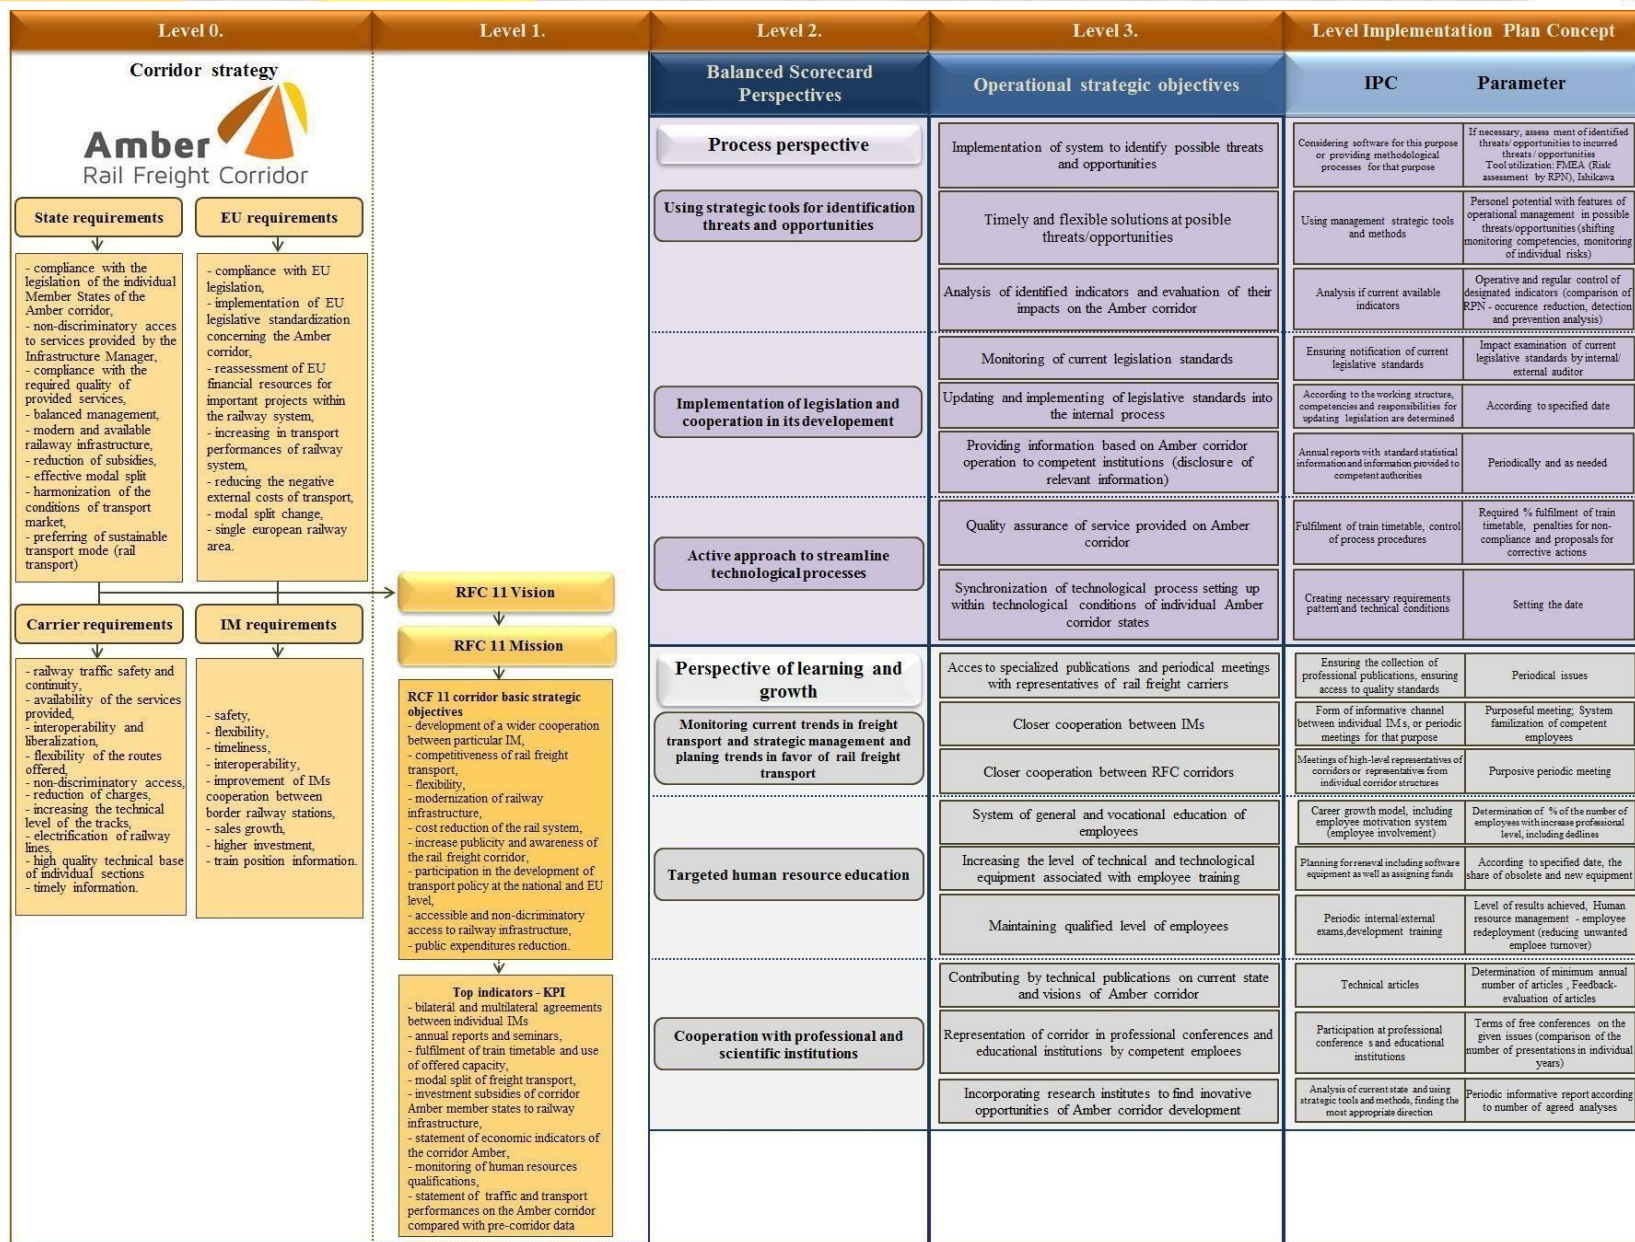 Level 0.
Level 1.
Level 2.
Level 3.
Level Implementation Plan Concept
Corridor strategy
Amber
Rail Freight Corridor
State requirements
EU requirements
- compliance with the
legislation of the individual
Member States of the
Amber corridor,
- non-discriminatory acces
to services provided by the
Infrastructure Manager,
- compliance with the
required quality of
provided services,
- balanced management,
- modern and available
railaway infrastructure,
- reduction of subsidies,
- effective modal split
- harmonization of the
conditions of transport
market,
- preferring of sustainable
transport mode (rail
transport)
- compliance with EU
legislation,
- implementation of EU
legislative standardization
concerning the Amber
corridor,
- reassessment of EU
financial resources for
important projects within
the railway system,
- increasing in transport
performances of railway
system,
- reducing the negative
external costs of transport,
- modal split change,
- single european railway
area.
Carrier requirements
IM requirements
- railway traffic safety and
continuity,
- availability of the services
provided,
- interoperability and
liberalization,
- flexibility of the routes
offered,
- non-discriminatory access,
- reduction of charges,
- increasing the technical
level of the tracks,
- electrification of railway
lines,
- high quality technical base
of individual sections
- timely information.
- safety,
- flexibility,
- timeliness,
- interoperability,
- improvement of IMs
cooperation between
border railway stations,
- sales growth,
- higher investment,
- train position information.
RFC 11 Vision
RFC 11 Mission
RCF 11 corridor basic strategic
objectives
- development of a wider cooperation
between particular IM,
- competitiveness of rail freight
transport,
- flexibility,
- modernization of railway
infrastructure,
- cost reduction of the rail system,
- increase publicity and awareness of
the rail freight corridor,
- participation in the development of
transport policy at the national and EU
level,
- accessible and non-dicriminatory
access to railway infrastructure,
- public expenditures reduction.
Top indicators - KPI
- bilaterál and multilateral agreements
between individual IMs
- annual reports and seminars,
- fulfilment of train timetable and use
of offered capacity,
- modal split of freight transport,
- investment subsidies of corridor
Amber member states to railway
infrastructure,
- statement of economic indicators of
the corridor Amber,
- monitoring of human resources
qualifications,
- statement of traffic and transport
performances on the Amber corridor
compared with pre-corridor data
Balanced Scorecard
Perspectives
Operational strategic objectives
IPC
Parameter
Process perspective
Using strategic tools for identification
threats and opportunities
Implementation of system to identify possible threats
and opportunities
Considering software for this purpose
or providing methodological
processes for that purpose
If necessary, assess ment of identified
threats/ opportunities to incurred
threats / opportunities
Tool utilization: FMEA (Risk
assessment by RPN), Ishikawa
Timely and flexible solutions at posible
threats/opportunities
Using management strategic tools
and methods
Personel potential with features of
operational management in possible
threats/opportunities (shifting
monitoring competencies, monitoring
of individual risks)
Analysis of identified indicators and evaluation of their
impacts on the Amber corridor
Analysis if current available
indicators
Operative and regular control of
designated indicators (comparison of
RPN - occurence reduction, detection
and prevention analysis)
Implementation of legislation and
cooperation in its developement
Monitoring of current legislation standards
Ensuring notification of current
legislative standards
Impact examination of current
legislative standards by internal/
external auditor
Updating and implementing of legislative standards into
the internal process
According to the working structure,
competencies and responsibilities for
updating legislation are determined
According to specified date
Providing information based on Amber corridor
operation to competent institutions (disclosure of
relevant information)
Annual reports with standard statistical
information and information provided to
competent authorities
Periodically and as needed
Active approach to streamline
technological processes
Quality assurance of service provided on Amber
corridor
Fulfilment of train timetable, control
of process procedures
Required % fulfilment of train
timetable, penalties for non-
compliance and proposals for
corrective actions
Synchronization of technological process setting up
within technological conditions of individual Amber
corridor states
Creating necessary requirements
pattern and technical conditions
Setting the date
Perspective of learning and
growth
Monitoring current trends in freight
transport and strategic management and
planing trends in favor of rail freight
transport
Acces to specialized publications and periodical meetings
with representatives of rail freight carriers
Ensuring the collection of
professional publications, ensuring
access to quality standards
Periodical issues
Closer cooperation between IMs
Form of informative channel
between individual IMs, or periodic
meetings for that purpose
Purposeful meeting; System
familization of competent
employees
Closer cooperation between RFC corridors
Meetings of high-level representatives of
corridors or representatives from
individual corridor structures
Purposive periodic meeting
Targeted human resource education
System of general and vocational education of
employees
Career growth model, including
employee motivation system
(employee involvement)
Determination of % of the number of
employees with increase professional
level, including dedlines
Increasing the level of technical and technological
equipment associated with employee training
Planning for reneval including software
equipment as well as assigning funds
According to specified date, the
share of obsolete and new equipment
Maintaining qualified level of employees
Periodic internal/external
exams,development training
Level of results achieved, Human
resource management - employee
redeployment (reducing unwanted
emploee turnover)
Cooperation with professional and
scientific institutions
Contributing by technical publications on current state
and visions of Amber corridor
Technical articles
Determination of minimum annual
number of articles , Feedback-
evaluation of articles
Representation of corridor in professional conferences and
educational institutions by competent emploees
Participation at professional
conference s and educational
institutions
Terms of free conferences on the
given issues (comparison of the
number of presentations in individual
years)
Incorporating research institutes to find inovative
opportunities of Amber corridor development
Analysis of current state and using
strategic tools and methods, finding the
most appropriate direction
Periodic informative report according
to number of agreed analyses